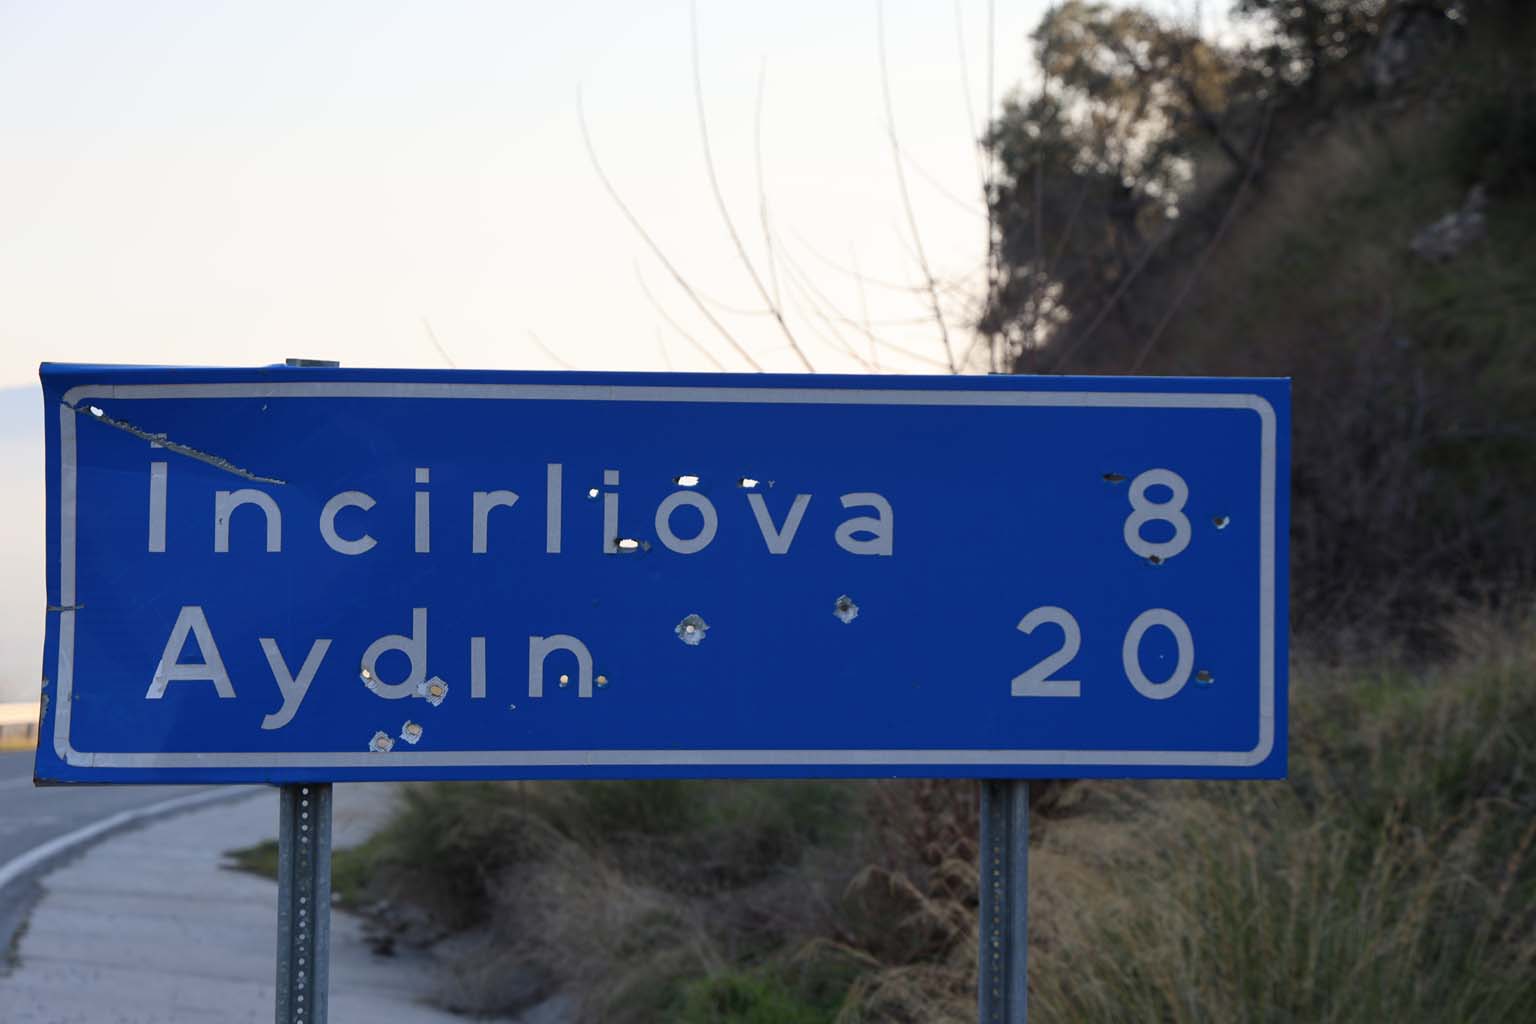 İncirliova 8
Aydın 20